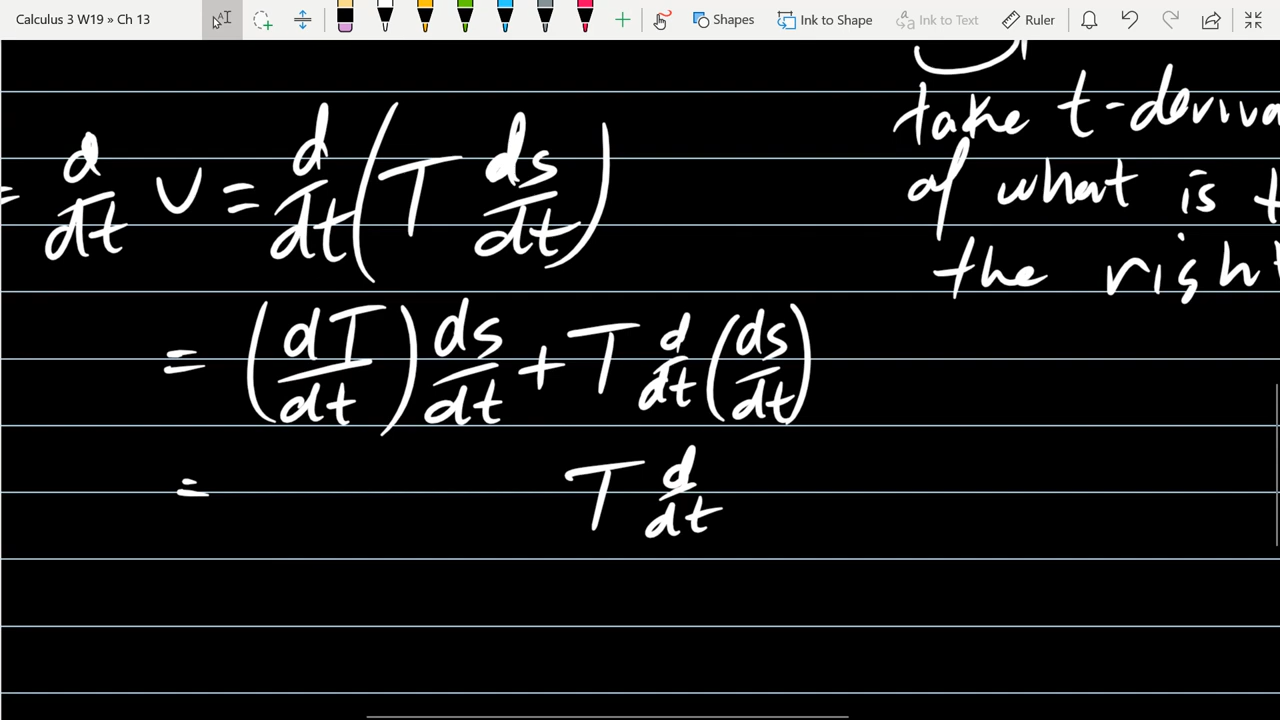 Calculus 3 W19 » Ch 13
Shapes
Ink to Shape
Ink to Text
Ruler
take t-deriva
of what is t
the right
= d/dt v = d/dt (T ds/dt)
= (dT/dt) ds/dt + T d/dt (ds/dt)
= T d/dt